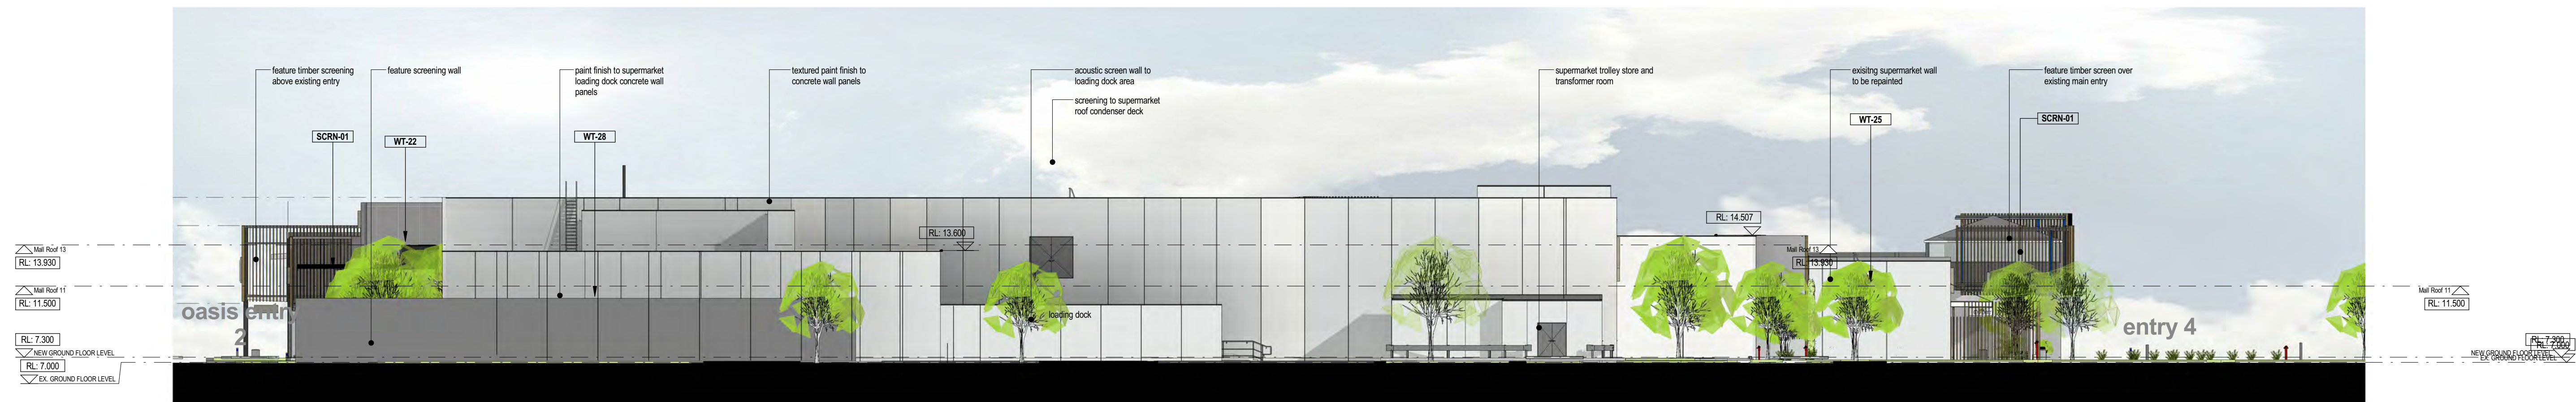 feature timber screening
above existing entry
feature screening wall
paint finish to supermarket
loading dock concrete wall
panels
textured paint finish to
concrete wall panels
acoustic screen wall to
loading dock area
screening to supermarket
roof condenser deck
supermarket trolley store and
transformer room
exisitng supermarket wall
to be repainted
feature timber screen over
existing main entry
SCRN-01
WT-22
WT-28
WT-25
SCRN-01
RL: 13.600
RL: 14.507
Mall Roof 13
RL: 13.930
Mall Roof 13
RL: 13.930
Mall Roof 11
RL: 11.500
Mall Roof 11
RL: 11.500
oasis entry
2
loading dock
entry 4
RL: 7.300
NEW GROUND FLOOR LEVEL
RL: 7.000
EX. GROUND FLOOR LEVEL
RL: 7.300
RL: 7.000
NEW GROUND FLOOR LEVEL
EX. GROUND FLOOR LEVEL